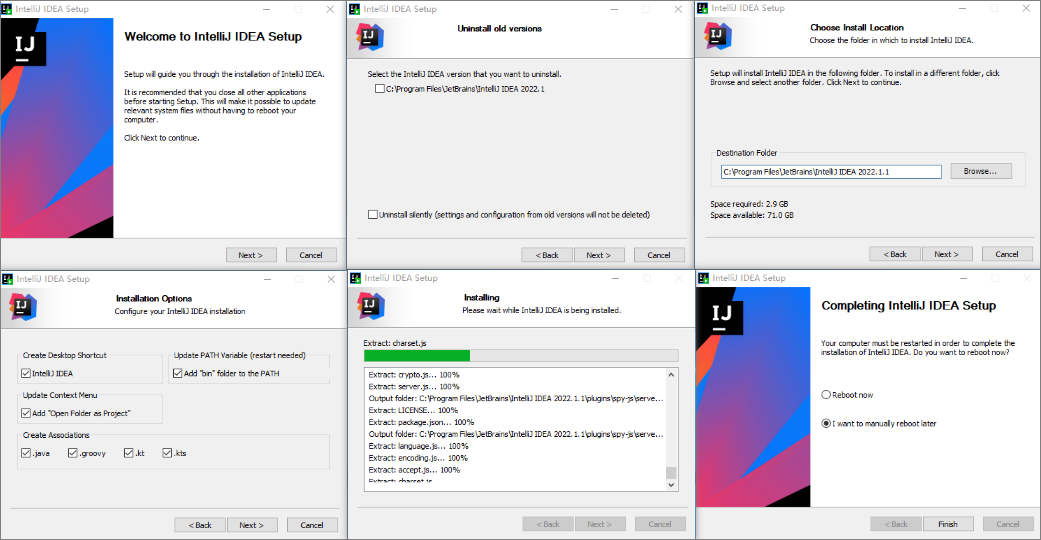 IntelliJ IDEA Setup
IJ
Welcome to IntelliJ IDEA Setup
Setup will guide you through the installation of IntelliJ IDEA.
It is recommended that you close all other applications
before starting Setup. This will make it possible to update
relevant system files without having to reboot your
computer.
Click Next to continue.
Next >
Cancel
IntelliJ IDEA Setup
IJ
Uninstall old versions
Select the IntelliJ IDEA version that you want to uninstall.
C:\Program Files\JetBrains\IntelliJ IDEA 2022.1
Uninstall silently (settings and configuration from old versions will not be deleted)
< Back
Next >
Cancel
IntelliJ IDEA Setup
IJ
Choose Install Location
Choose the folder in which to install IntelliJ IDEA.
Setup will install IntelliJ IDEA in the following folder. To install in a different folder, click
Browse and select another folder. Click Next to continue.
Destination Folder
C:\Program Files\JetBrains\IntelliJ IDEA 2022.1.1
Browse...
Space required: 2.9 GB
Space available: 71.0 GB
< Back
Next >
Cancel
IntelliJ IDEA Setup
IJ
Installation Options
Configure your IntelliJ IDEA installation
Create Desktop Shortcut
IntelliJ IDEA
Update PATH Variable (restart needed)
Add "bin" folder to the PATH
Update Context Menu
Add "Open Folder as Project"
Create Associations
.java
.groovy
.kt
.kts
< Back
Next >
Cancel
IntelliJ IDEA Setup
IJ
Installing
Please wait while IntelliJ IDEA is being installed.
Extract: charset.js
Extract: crypto.js... 100%
Extract: server.js... 100%
Output folder: C:\Program Files\JetBrains\IntelliJ IDEA 2022.1.1\plugins\spy-js\serve...
Extract: LICENSE... 100%
Extract: package.json... 100%
Output folder: C:\Program Files\JetBrains\IntelliJ IDEA 2022.1.1\plugins\spy-js\serve...
Extract: language.js... 100%
Extract: encoding.js... 100%
Extract: accept.js... 100%
Extract: charset.js
< Back
Next >
Cancel
IntelliJ IDEA Setup
IJ
Completing IntelliJ IDEA Setup
Your computer must be restarted in order to complete the
installation of IntelliJ IDEA. Do you want to reboot now?
Reboot now
I want to manually reboot later
< Back
Finish
Cancel